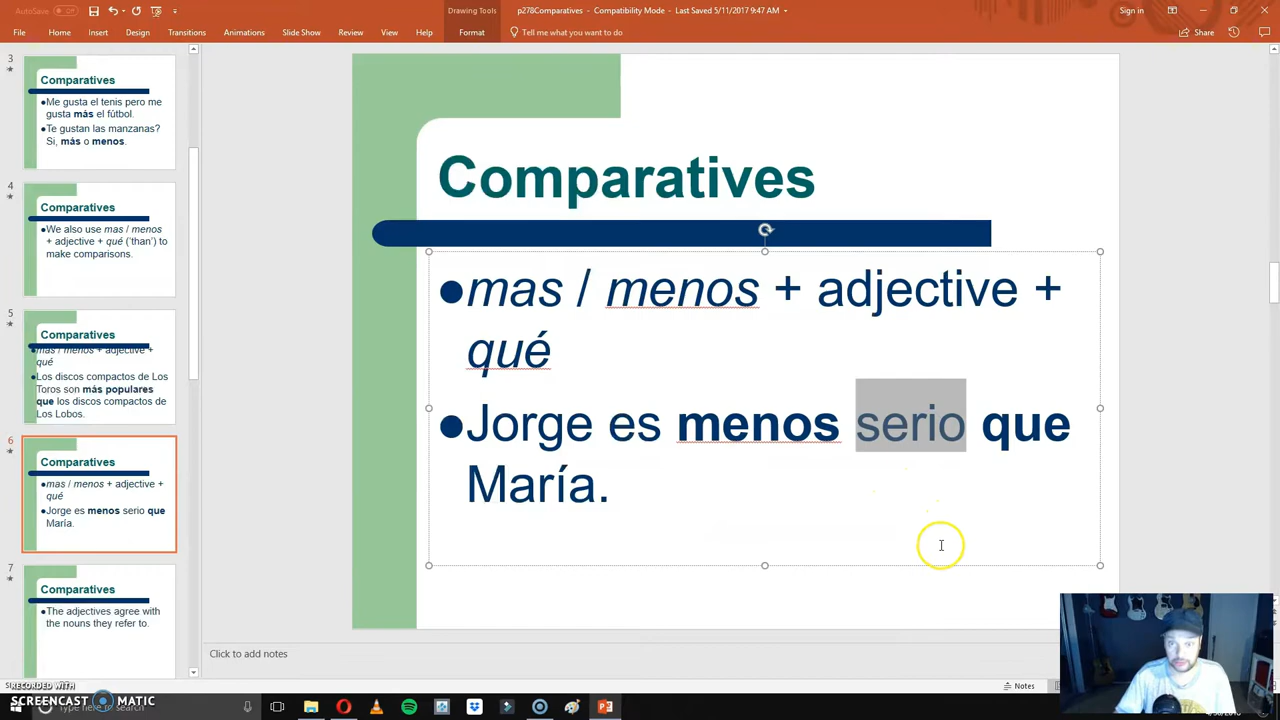 AutoSave Off
p278Comparatives - Compatibility Mode - Last Saved 5/11/2017 9:47 AM
Drawing Tools
Sign in
File Home Insert Design Transitions Animations Slide Show Review View Help Format Tell me what you want to do Share
3
Comparatives
●Me gusta el tenis pero me
gusta más el fútbol.
●Te gustan las manzanas?
Si, más o menos.
4
Comparatives
●We also use mas / menos
+ adjective + qué ('than') to
make comparisons.
5
Comparatives
●mas / menos + adjective +
qué
●Los discos compactos de Los
Toros son más populares
que los discos compactos de
Los Lobos.
6
Comparatives
●mas / menos + adjective +
qué
●Jorge es menos serio que
María.
7
Comparatives
●The adjectives agree with
the nouns they refer to.
Comparatives
●mas / menos + adjective +
qué
●Jorge es menos serio que
María.
Click to add notes
Notes
RECORDED WITH
SCREENCAST MATIC